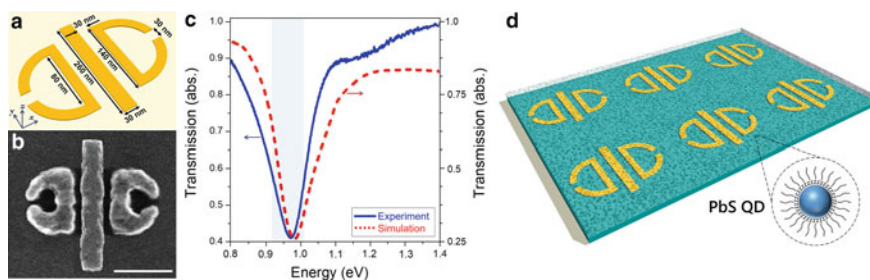 a
30 nm
30 nm
140 nm
260 nm
80 nm
30 nm
y z x
b
c
Transmission (abs.)
1.0
0.9
0.8
0.7
0.6
0.5
0.4
1.0
0.75
0.5
0.25
Transmission (abs.)
Experiment
Simulation
0.8 0.9 1.0 1.1 1.2 1.3 1.4
Energy (eV)
d
PbS QD